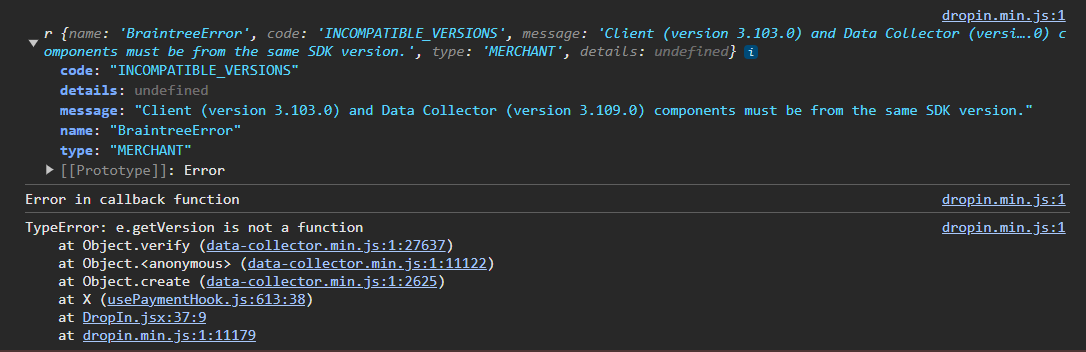 dropin.min.js:1
r {name: 'BraintreeError', code: 'INCOMPATIBLE_VERSIONS', message: 'Client (version 3.103.0) and Data Collector (versi….0) c
omponents must be from the same SDK version.', type: 'MERCHANT', details: undefined} i
code: "INCOMPATIBLE_VERSIONS"
details: undefined
message: "Client (version 3.103.0) and Data Collector (version 3.109.0) components must be from the same SDK version."
name: "BraintreeError"
type: "MERCHANT"
[[Prototype]]: Error
Error in callback function dropin.min.js:1
TypeError: e.getVersion is not a function dropin.min.js:1
at Object.verify (data-collector.min.js:1:27637)
at Object.<anonymous> (data-collector.min.js:1:11122)
at Object.create (data-collector.min.js:1:2625)
at X (usePaymentHook.js:613:38)
at DropIn.jsx:37:9
at dropin.min.js:1:11179